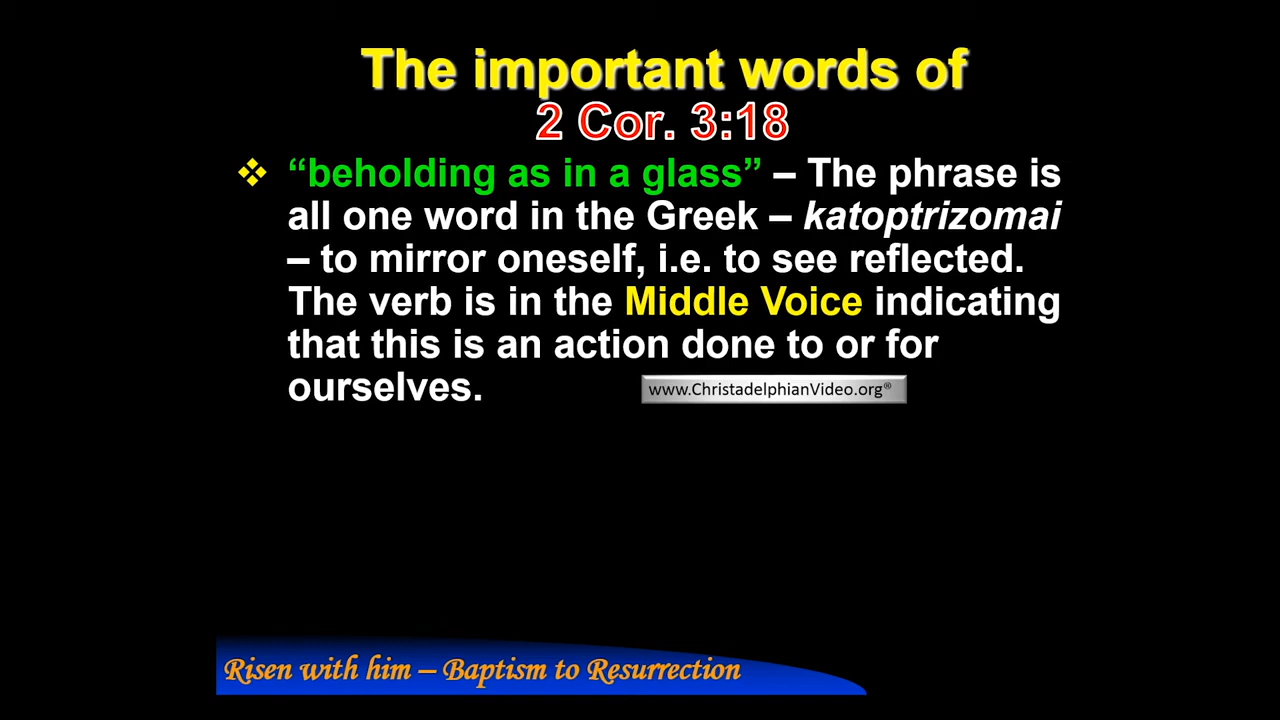 The important words of
2 Cor. 3:18
❖ “beholding as in a glass” – The phrase is
all one word in the Greek – katoptrizomai
– to mirror oneself, i.e. to see reflected.
The verb is in the Middle Voice indicating
that this is an action done to or for
ourselves.
www.ChristadelphianVideo.org®
Risen with him – Baptism to Resurrection